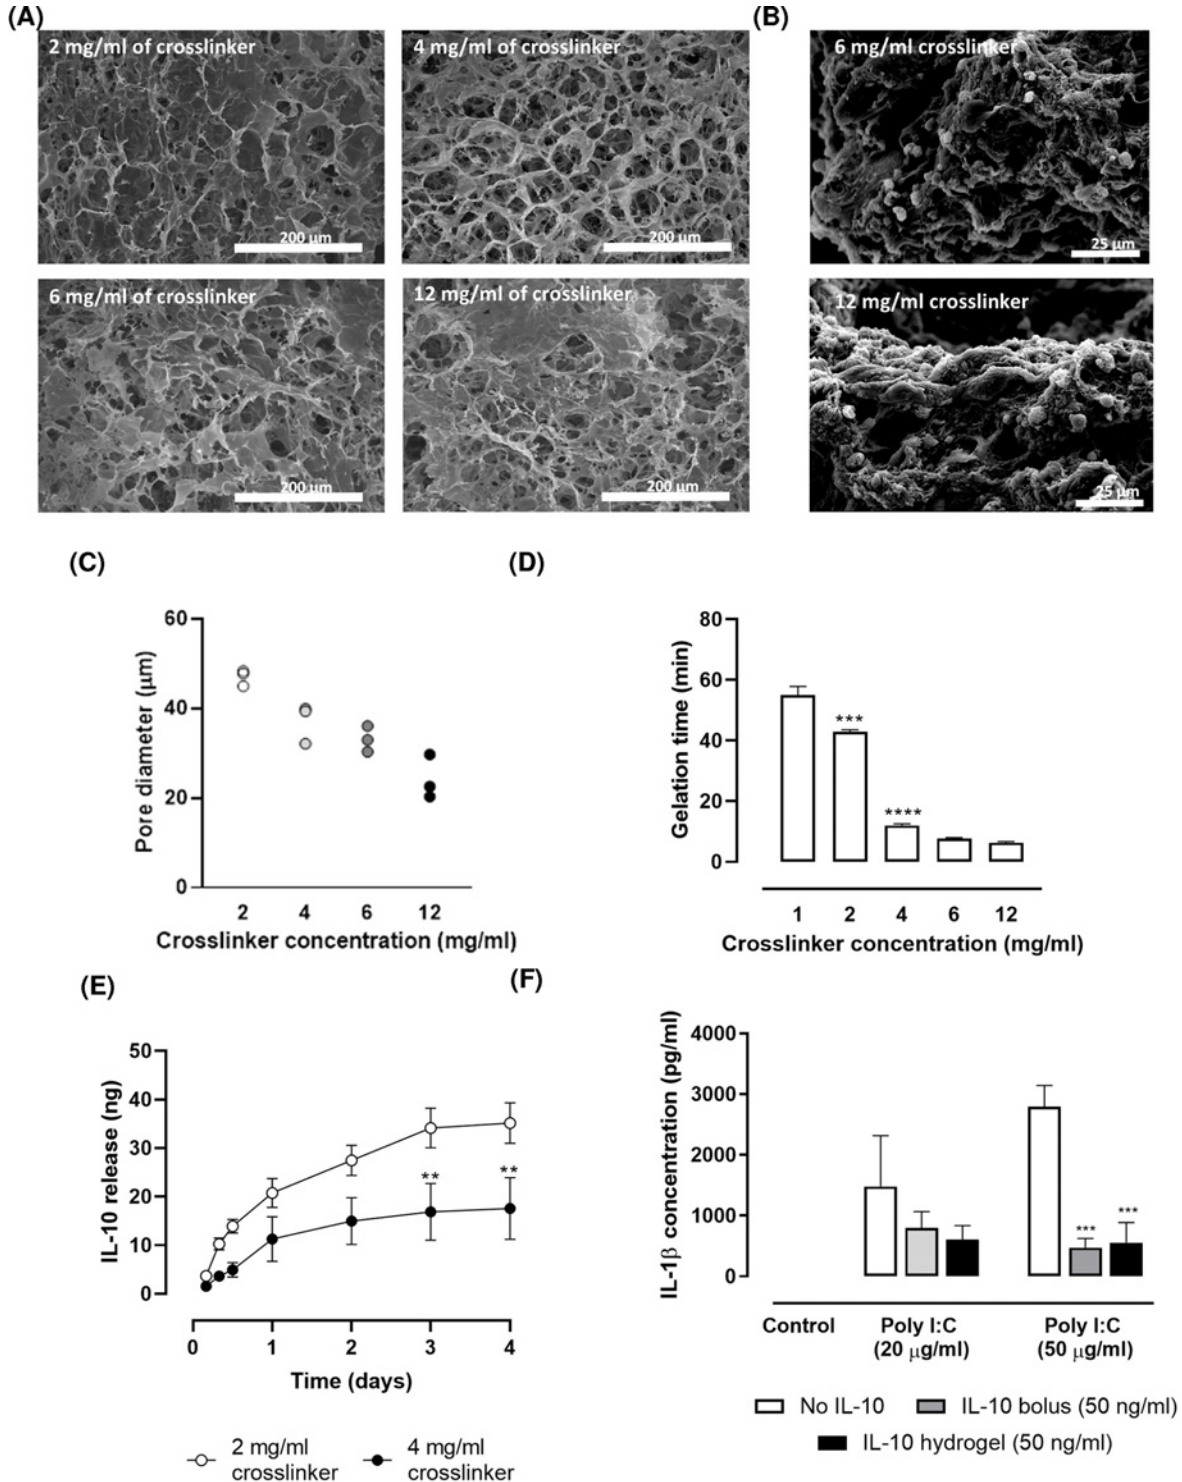 (A)
2 mg/ml of crosslinker
200 µm
4 mg/ml of crosslinker
200 µm
6 mg/ml of crosslinker
200 µm
12 mg/ml of crosslinker
200 µm
(B)
6 mg/ml crosslinker
25 µm
12 mg/ml crosslinker
25 µm
(C)
Pore diameter (µm)
60
40
20
0
2 4 6 12
Crosslinker concentration (mg/ml)
(D)
Gelation time (min)
80
60
40
20
0
***
****
1 2 4 6 12
Crosslinker concentration (mg/ml)
(E)
IL-10 release (ng)
50
40
30
20
10
0
** **
0 1 2 3 4
Time (days)
2 mg/ml
crosslinker
4 mg/ml
crosslinker
(F)
IL-1β concentration (pg/ml)
4000
3000
2000
1000
0
*** ***
Control
Poly I:C
(20 µg/ml)
Poly I:C
(50 µg/ml)
No IL-10
IL-10 bolus (50 ng/ml)
IL-10 hydrogel (50 ng/ml)